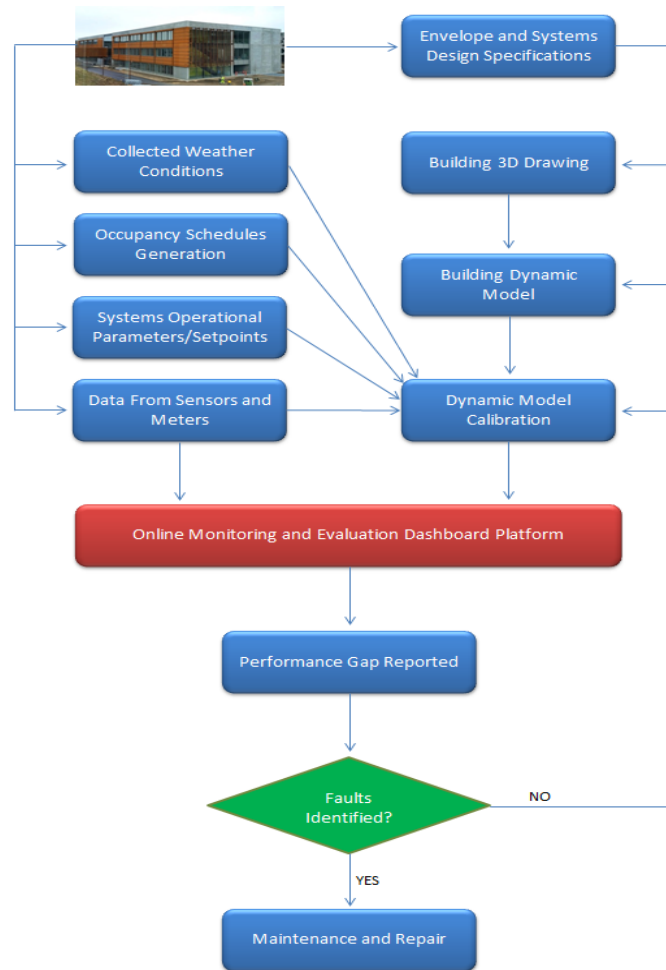 Envelope and Systems
Design Specifications
Collected Weather
Conditions
Building 3D Drawing
Occupancy Schedules
Generation
Building Dynamic
Model
Systems Operational
Parameters/Setpoints
Data From Sensors and
Meters
Dynamic Model
Calibration
Online Monitoring and Evaluation Dashboard Platform
Performance Gap Reported
Faults
Identified?
NO
YES
Maintenance and Repair